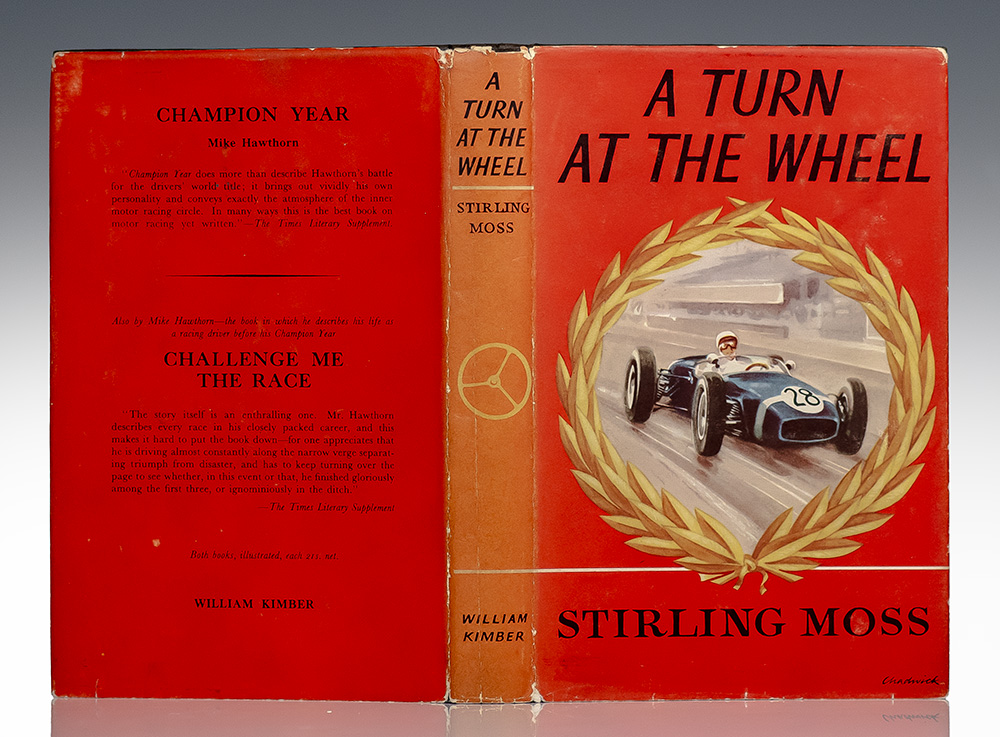 CHAMPION YEAR
Mike Hawthorn
"Champion Year does more than describe Hawthorn's battle
for the drivers' world title; it brings out vividly his own
personality and conveys exactly the atmosphere of the inner
motor racing circle. In many ways this is the best book on
motor racing yet written."—The Times Literary Supplement.
Also by Mike Hawthorn—the book in which he describes his life as
a racing driver before his Champion Year
CHALLENGE ME
THE RACE
"The story itself is an enthralling one. Mr. Hawthorn
describes every race in his closely packed career, and this
makes it hard to put the book down—for one appreciates that
he is driving almost constantly along the narrow verge separat-
ing triumph from disaster, and has to keep turning over the
page to see whether, in this event or that, he finished gloriously
among the first three, or ignominiously in the ditch."
—The Times Literary Supplement
Both books, illustrated, each 21s. net.
WILLIAM KIMBER
A
TURN
AT THE
WHEEL
STIRLING
MOSS
WILLIAM
KIMBER
A TURN
AT THE WHEEL
28
STIRLING MOSS
Chadwick